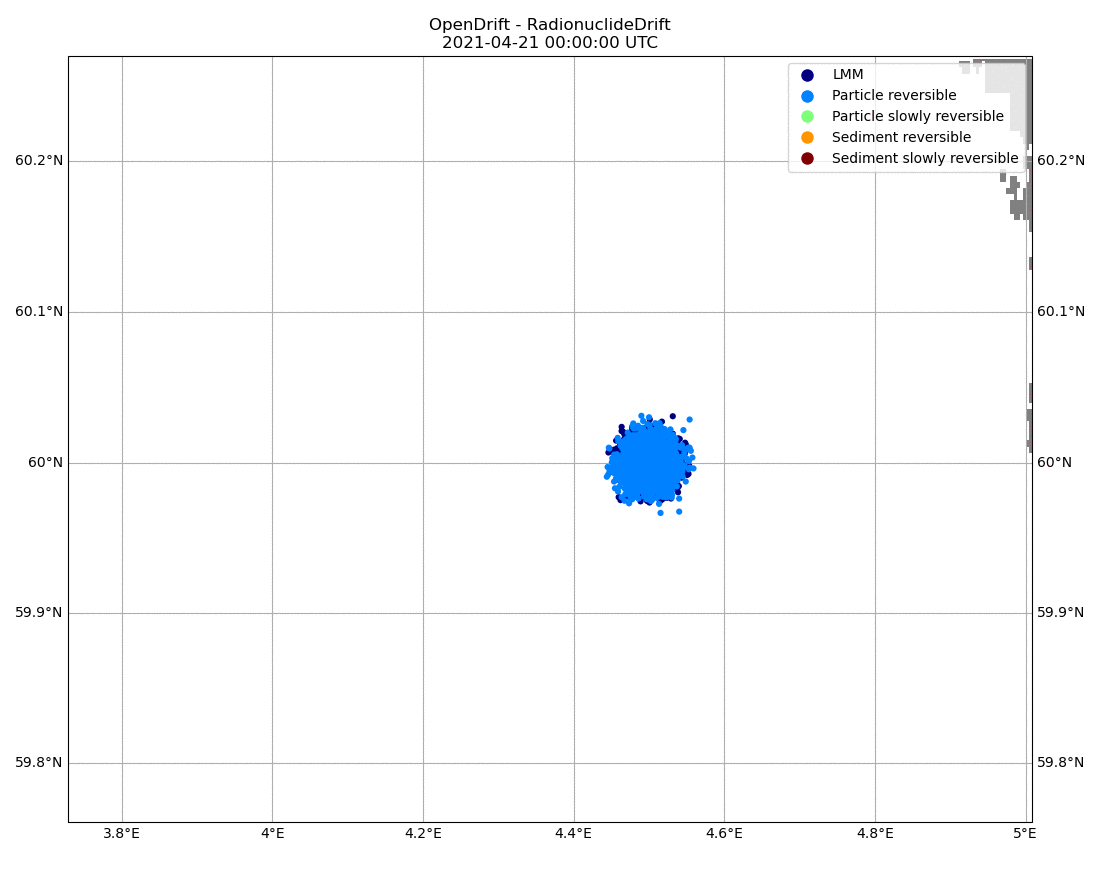 OpenDrift - RadionuclideDrift
2021-04-21 00:00:00 UTC
LMM
Particle reversible
Particle slowly reversible
Sediment reversible
Sediment slowly reversible
60.2°N
60.2°N
60.1°N
60.1°N
60°N
60°N
59.9°N
59.9°N
59.8°N
59.8°N
3.8°E
4°E
4.2°E
4.4°E
4.6°E
4.8°E
5°E